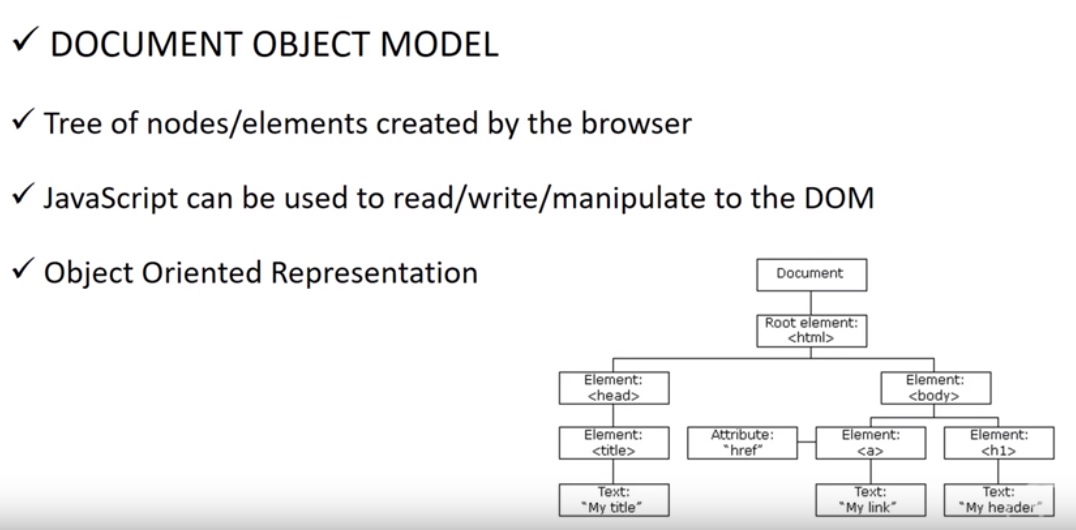 ✓ DOCUMENT OBJECT MODEL
✓ Tree of nodes/elements created by the browser
✓ JavaScript can be used to read/write/manipulate to the DOM
✓ Object Oriented Representation
Document
Root element:
<html>
Element:
<head>
Element:
<body>
Element:
<title>
Attribute:
"href"
Element:
<a>
Element:
<h1>
Text:
"My title"
Text:
"My link"
Text:
"My header"